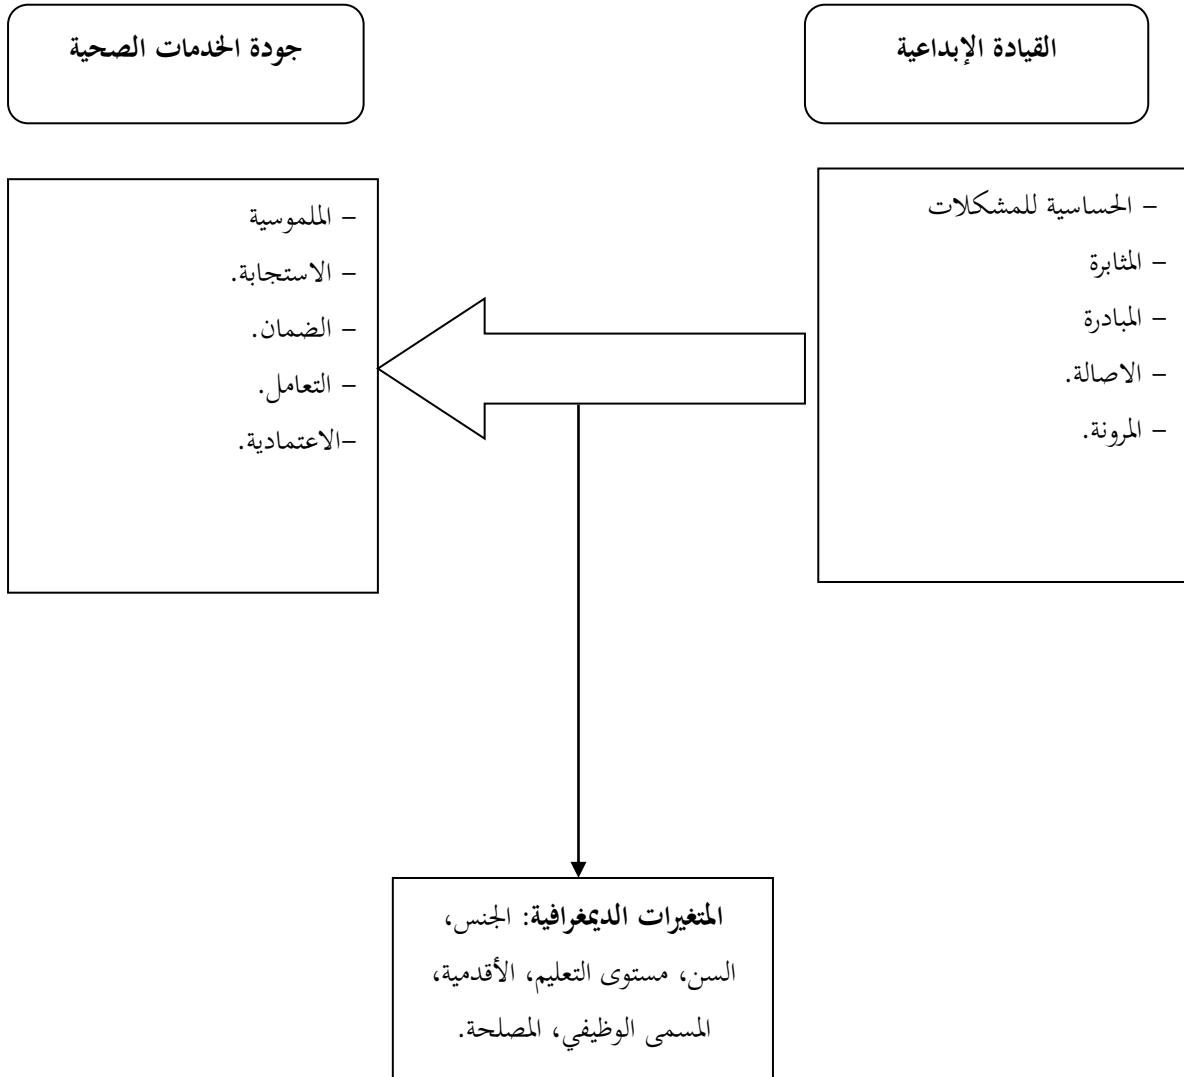 القيادة الإبداعية
جودة الخدمات الصحية
– الحساسية للمشكلات
– المثابرة
– المبادرة
– الاصالة.
– المرونة.
– الملموسية
– الاستجابة.
– الضمان.
– التعامل.
–الاعتمادية.
المتغيرات الديمغرافية: الجنس،
السن، مستوى التعليم، الأقدمية،
المسمى الوظيفي، المصلحة.